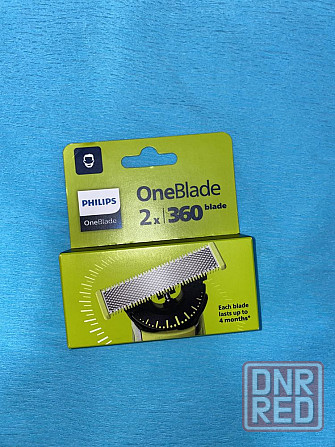 PHILIPS
OneBlade
OneBlade
2x 360 blade
Each blade
lasts up to
4 months*
DNR
RED